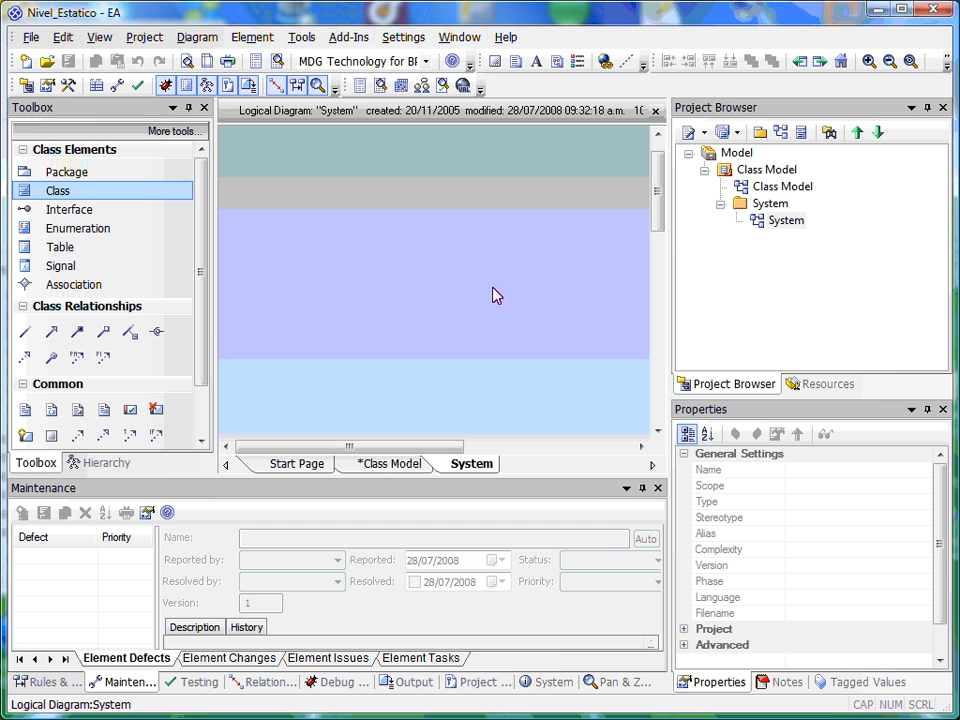 Nivel_Estatico - EA
File Edit View Project Diagram Element Tools Add-Ins Settings Window Help
MDG Technology for BF
Toolbox
Logical Diagram: "System" created: 20/11/2005 modified: 28/07/2008 09:32:18 a.m. 10
Project Browser
More tools...
Class Elements
Package
Class
Interface
Enumeration
Table
Signal
Association
Class Relationships
Common
Toolbox Hierarchy
Start Page *Class Model System
Model
Class Model
Class Model
System
System
Project Browser Resources
Properties
General Settings
Name
Scope
Type
Stereotype
Alias
Complexity
Version
Phase
Language
Filename
Project
Advanced
Maintenance
Defect Priority
Name: Auto
Reported by: Reported: 28/07/2008 Status:
Resolved by: Resolved: 28/07/2008 Priority:
Version: 1
Description History
Element Defects Element Changes Element Issues Element Tasks
Rules & ... Mainten... Testing Relation... Debug ... Output Project ... System Pan & Z... Properties Notes Tagged Values
Logical Diagram:System CAP NUM SCRL